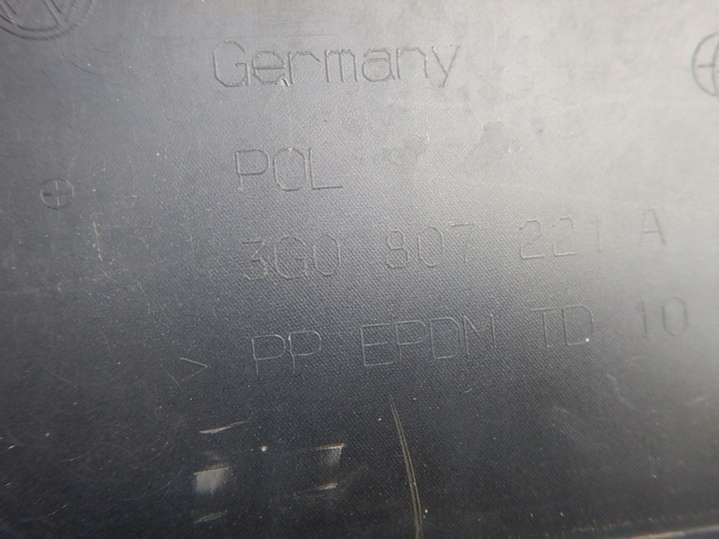 Germany
POL
3G0 807 221 A
> PP EPDM TD 10